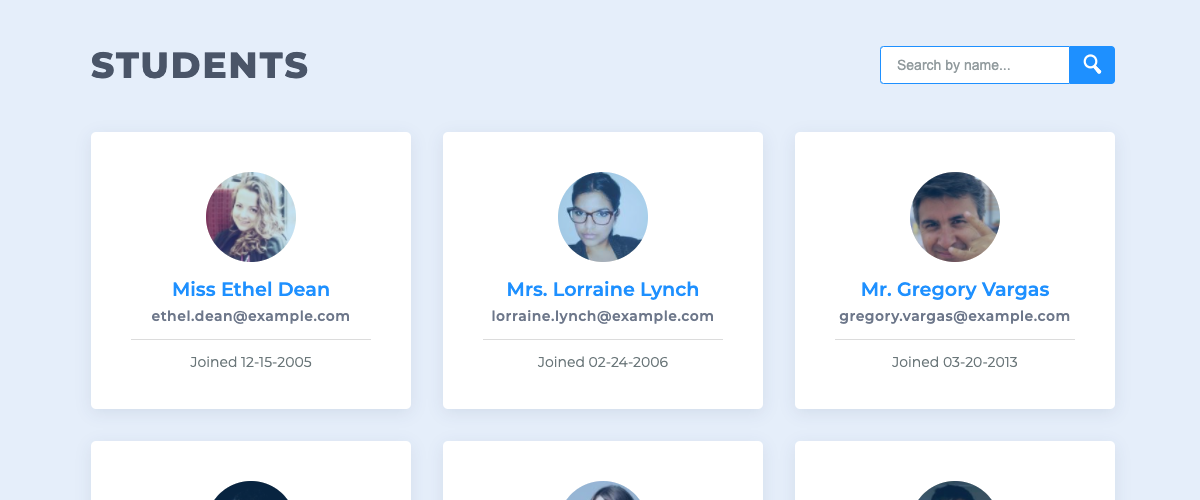 STUDENTS
Search by name...
Miss Ethel Dean
ethel.dean@example.com
Joined 12-15-2005
Mrs. Lorraine Lynch
lorraine.lynch@example.com
Joined 02-24-2006
Mr. Gregory Vargas
gregory.vargas@example.com
Joined 03-20-2013